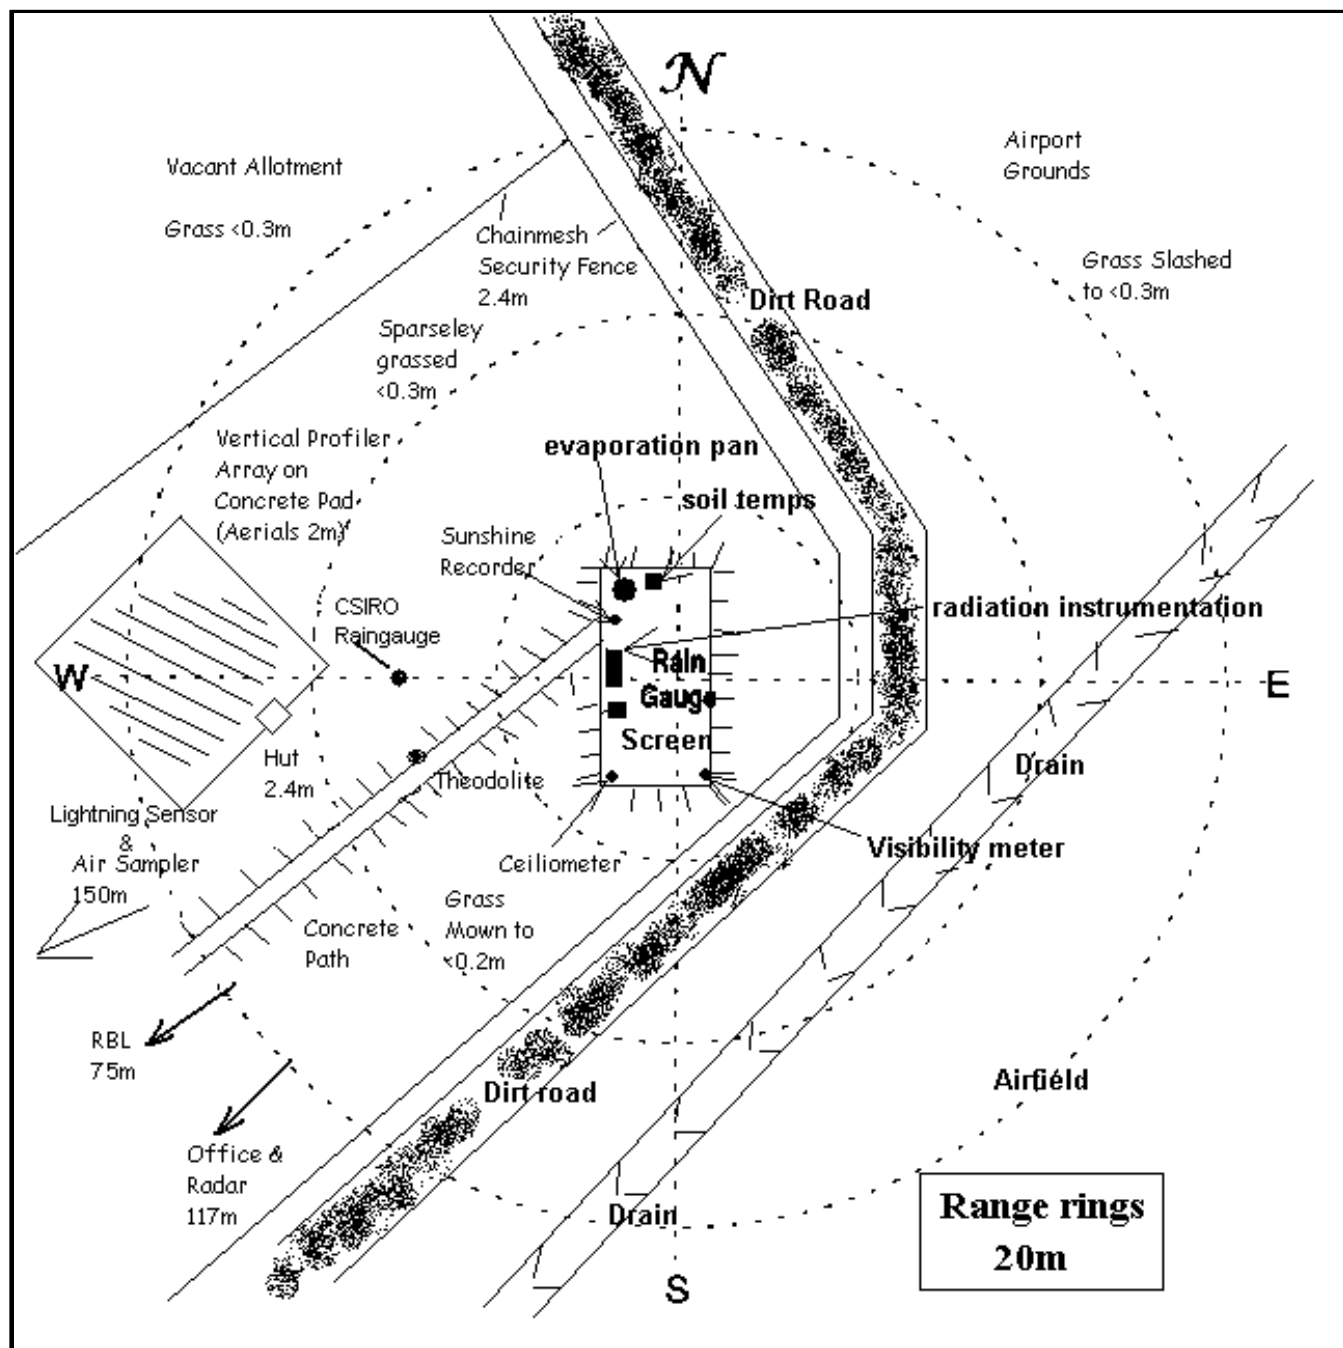 N
Vacant Allotment
Airport
Grounds
Grass <0.3m
Chainmesh
Security Fence
2.4m
Grass Slashed
to <0.3m
Dirt Road
Sparseley
grassed
<0.3m
Vertical Profiler
Array on
Concrete Pad
(Aerials 2m)
evaporation pan
soil temps
Sunshine
Recorder
CSIRO
Raingauge
radiation instrumentation
W
Rain
Gauge
E
Screen
Hut
2.4m
Theodolite
Drain
Lightning Sensor
&
Air Sampler
150m
Ceiliometer
Visibility meter
Grass
Mown to
<0.2m
Concrete
Path
RBL
75m
Dirt road
Airfield
Office &
Radar
117m
Drain
Range rings
20m
S